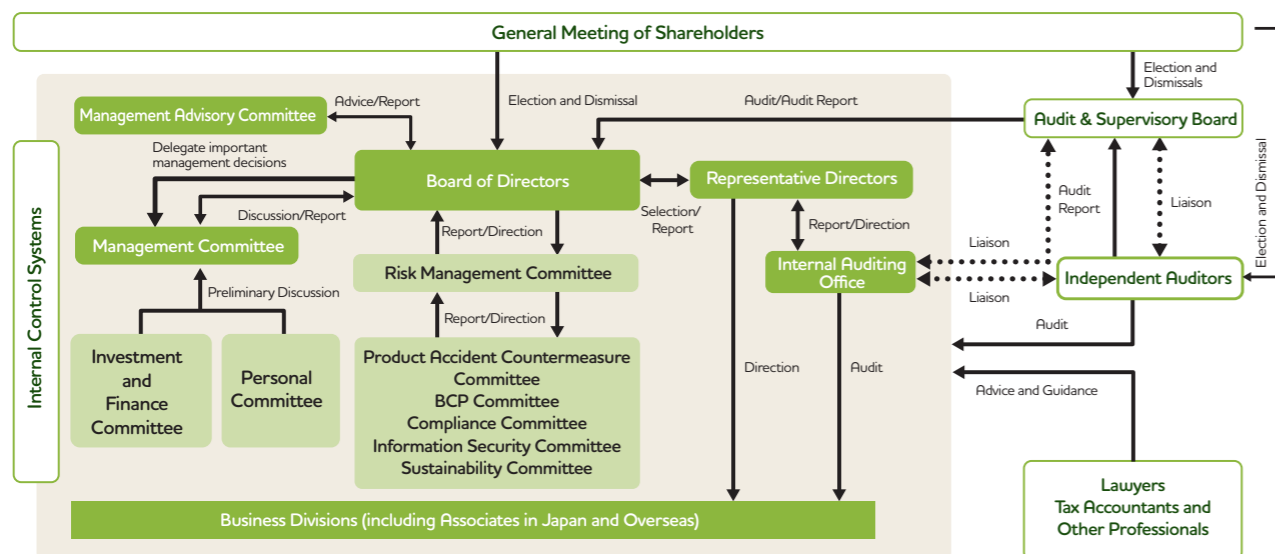 General Meeting of Shareholders
Election and Dismissal
Election and
Dismissals
Management Advisory Committee
Advice/Report
Audit/Audit Report
Audit & Supervisory Board
Delegate important
management decisions
Board of Directors
Representative Directors
Selection/
Report
Discussion/Report
Management Committee
Report/Direction
Report/Direction
Audit
Report
Liaison
Election and Dismissal
Internal Control Systems
Risk Management Committee
Internal Auditing
Office
Liaison
Liaison
Independent Auditors
Preliminary Discussion
Report/Direction
Audit
Investment
and
Finance
Committee
Personal
Committee
Product Accident Countermeasure
Committee
BCP Committee
Compliance Committee
Information Security Committee
Sustainability Committee
Direction
Audit
Advice and Guidance
Business Divisions (including Associates in Japan and Overseas)
Lawyers
Tax Accountants and
Other Professionals